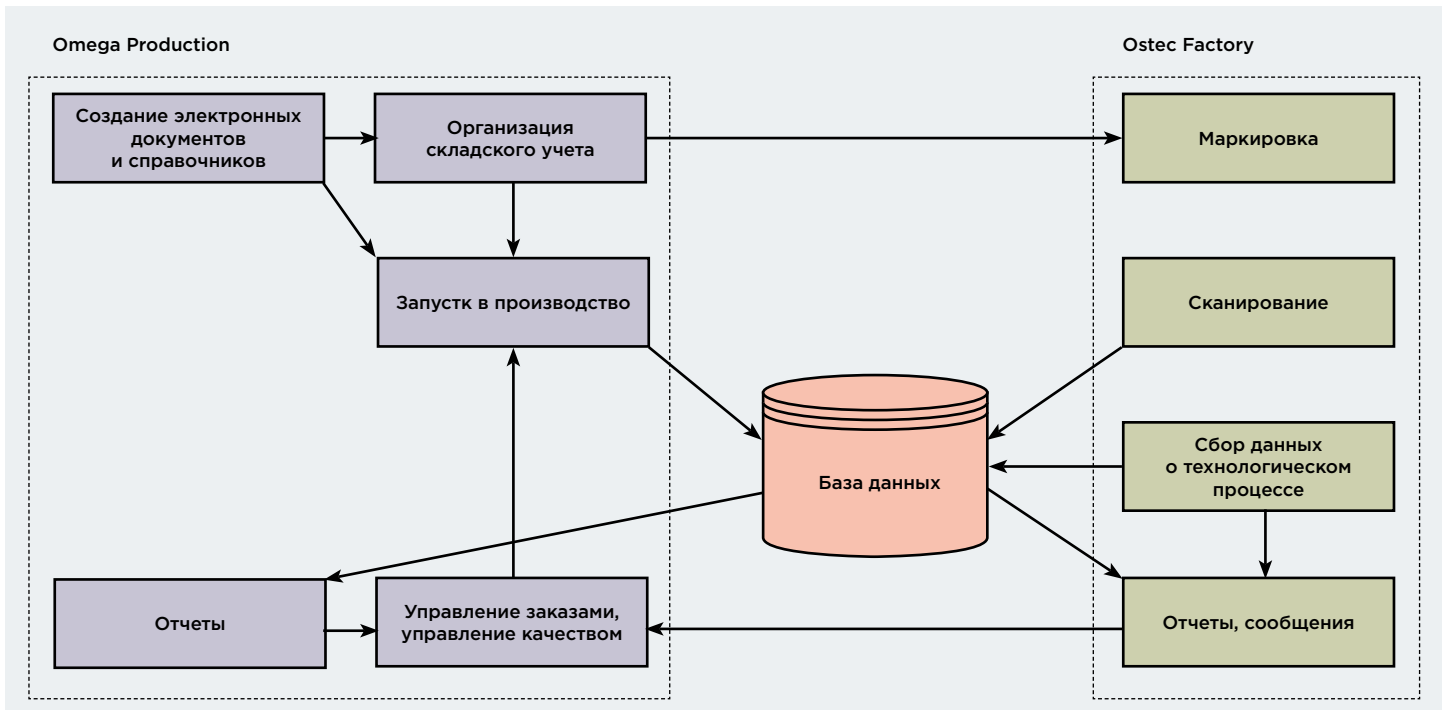 Omega Production
Ostec Factory
Создание электронных
документов
и справочников
Организация
складского учета
Маркировка
Запустк в производство
Сканирование
База данных
Сбор данных
о технологическом
процессе
Отчеты
Управление заказами,
управление качеством
Отчеты, сообщения